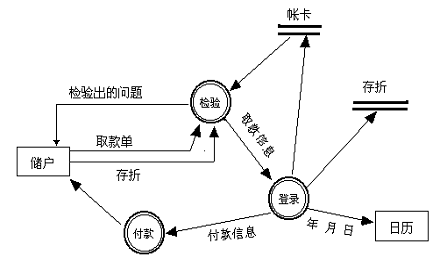 帐卡
存折
检验出的问题
检验
取款信息
取款单
储户
存折
登录
年 月 日
日历
付款
付款信息